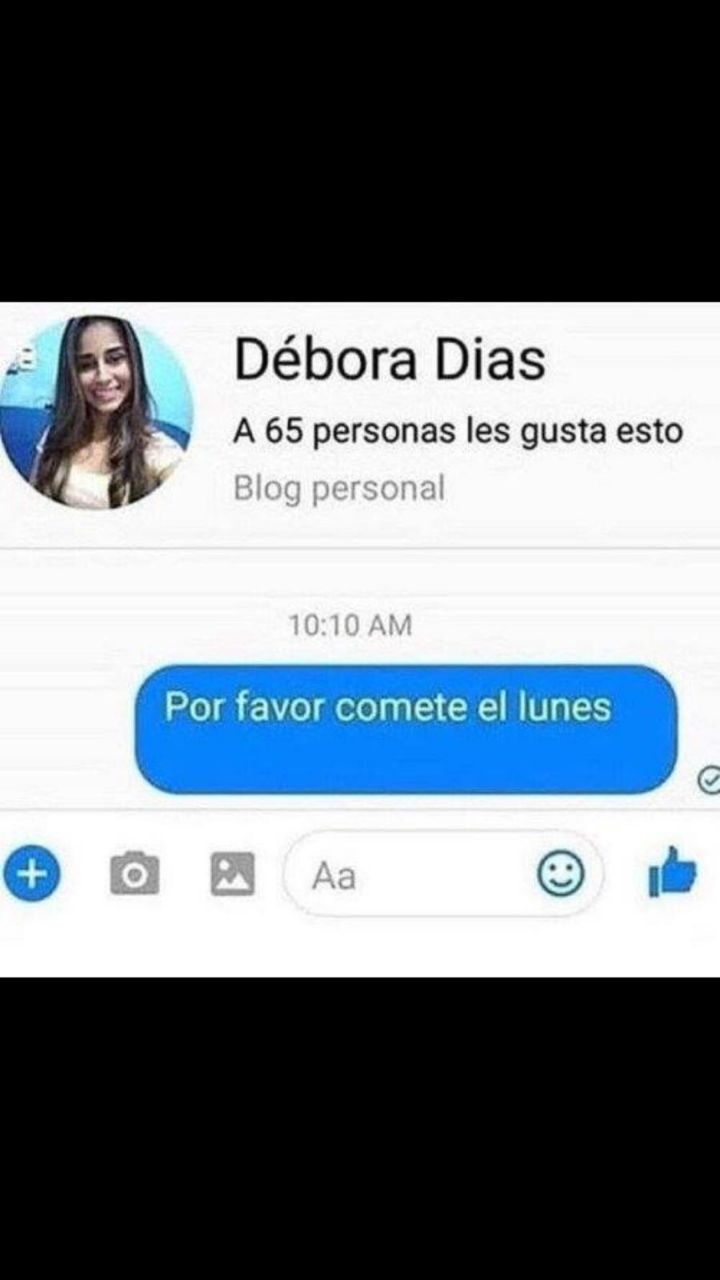 Débora Dias
A 65 personas les gusta esto
Blog personal
10:10 AM
Por favor comete el lunes
Aa